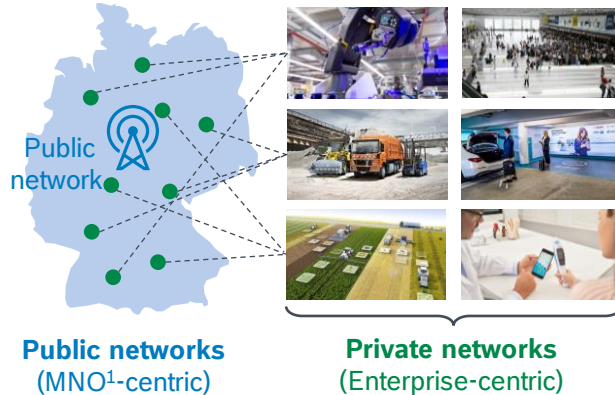 Public
network
Public networks
(MNO¹-centric)
Private networks
(Enterprise-centric)